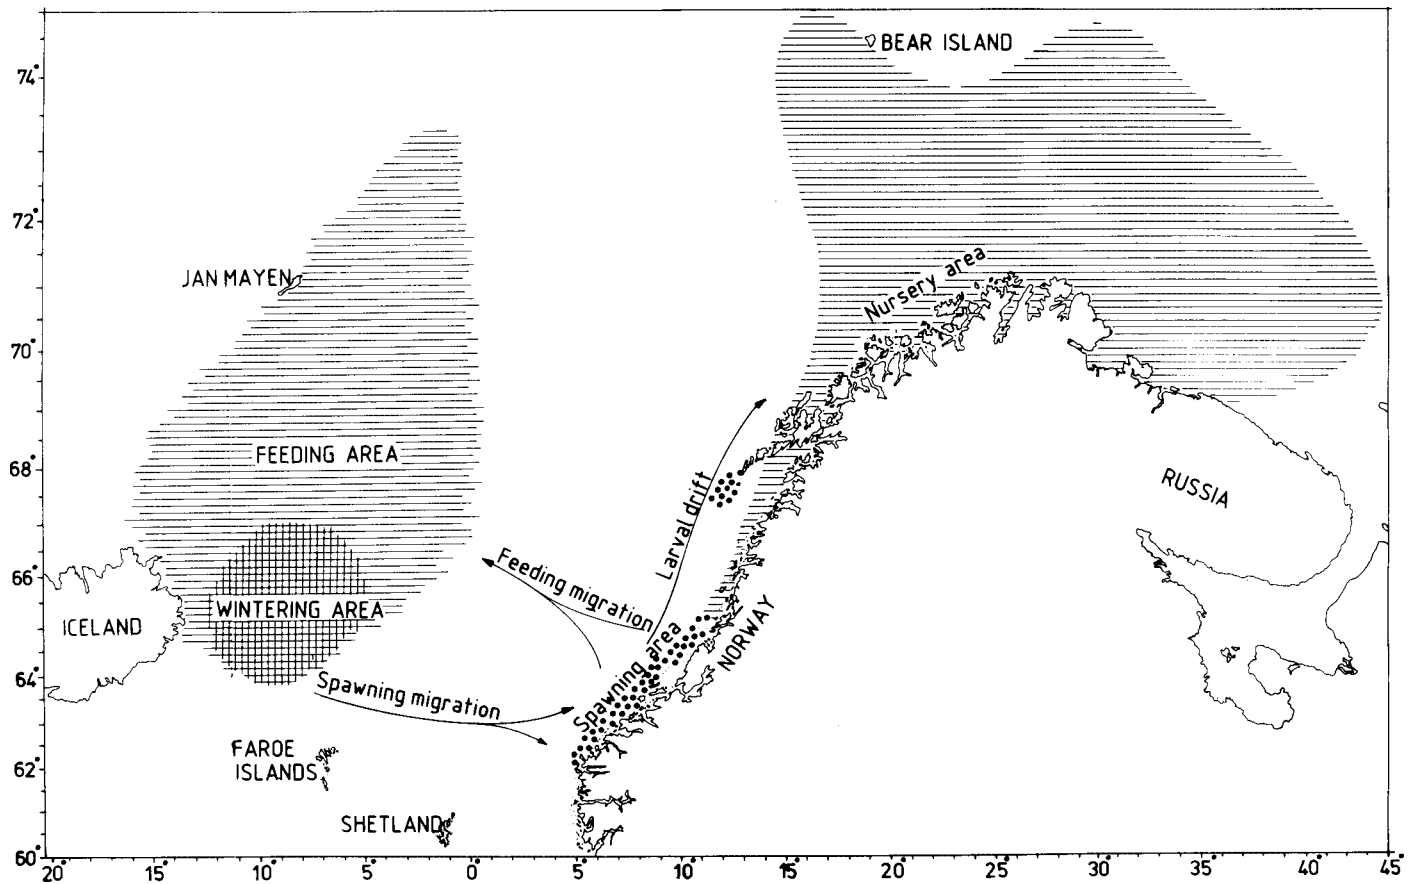 BEAR ISLAND
74°
72°
JAN MAYEN
Nursery area
70°
FEEDING AREA
68°
Larval drift
RUSSIA
Feeding migration
66°
WINTERING AREA
ICELAND
NORWAY
Spawning area
64°
Spawning migration
FAROE
ISLANDS
62°
SHETLAND
60°
20 15° 10° 5 0° 5° 10° 15° 20° 25° 30° 35° 40° 45°